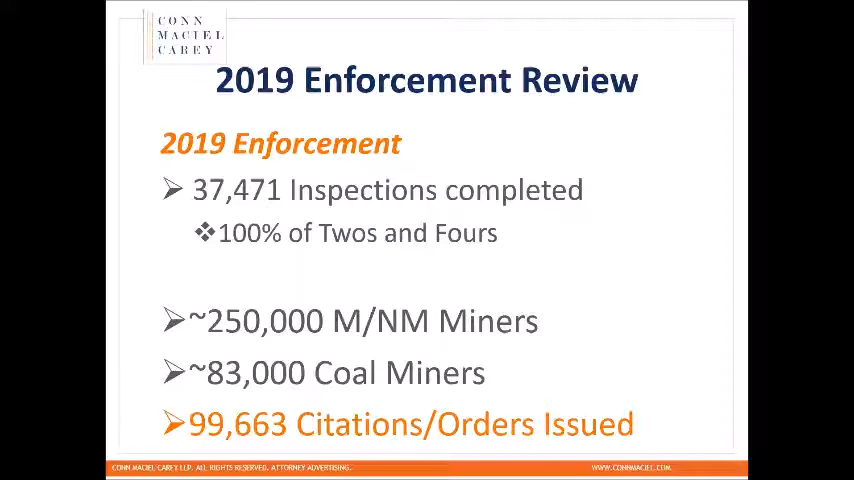 CONN
MACIEL
CAREY
2019 Enforcement Review
2019 Enforcement
37,471 Inspections completed
100% of Twos and Fours
~250,000 M/NM Miners
~83,000 Coal Miners
99,663 Citations/Orders Issued
CONN MACIEL CAREY LLP. ALL RIGHTS RESERVED. ATTORNEY ADVERTISING. WWW.CONNMACIEL.COM